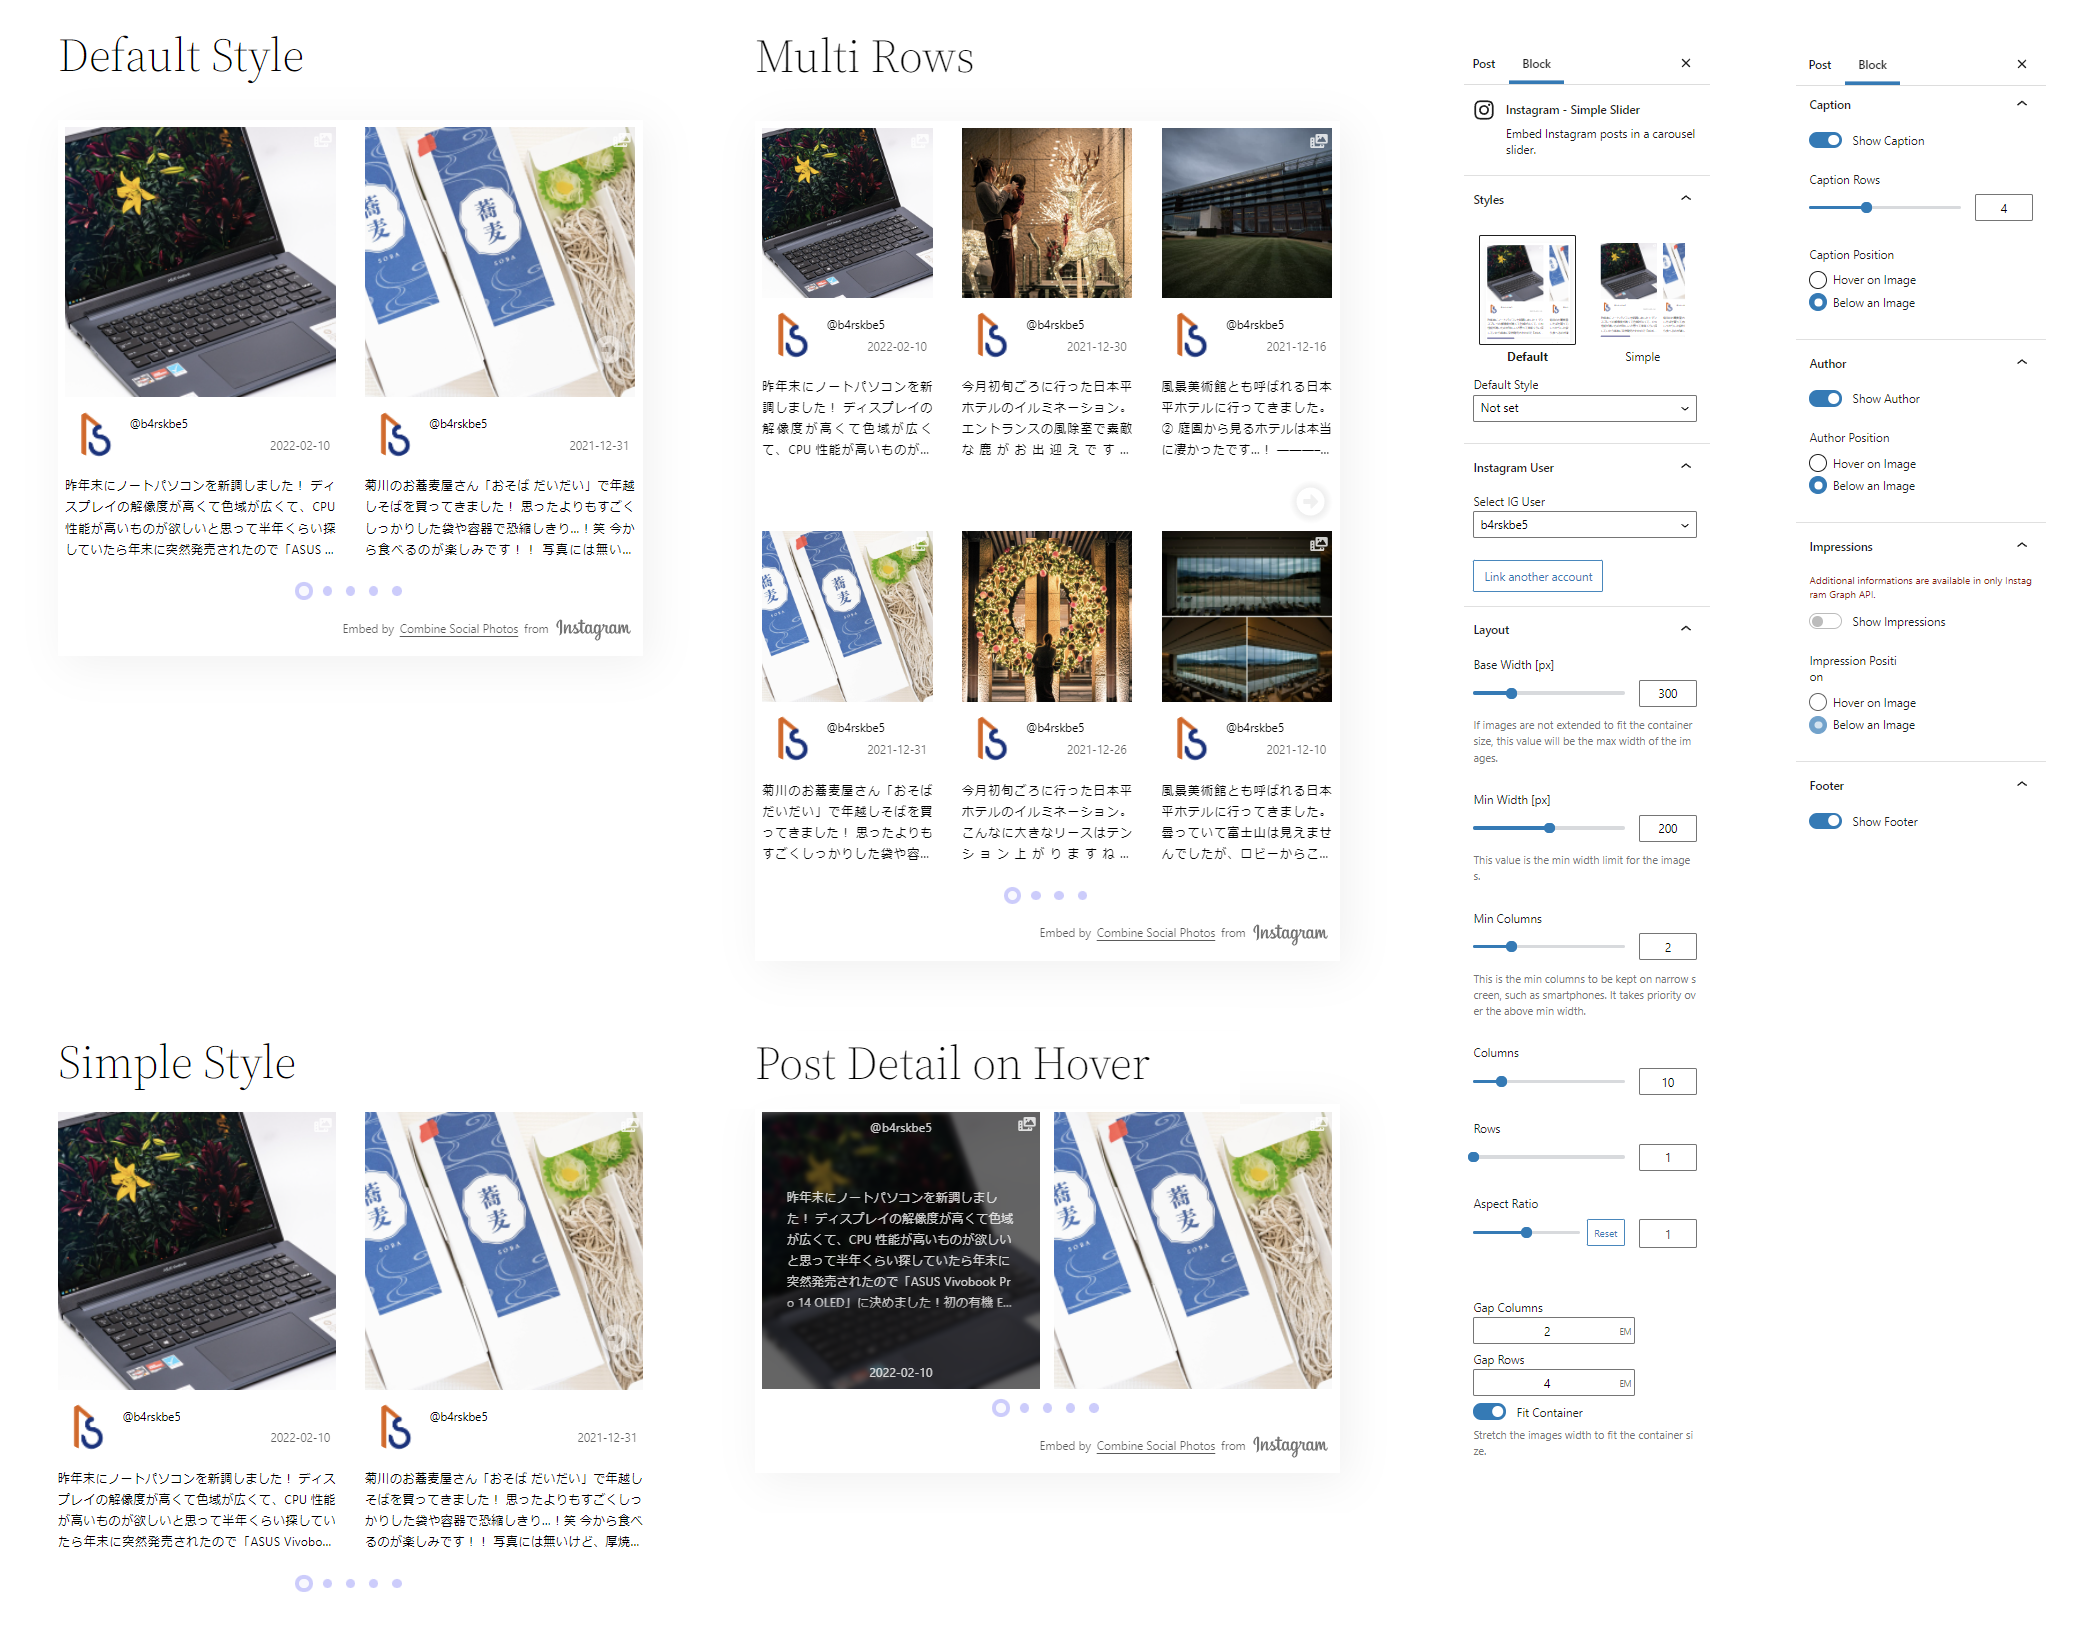 Default Style
@b4rskbe5
2022-02-10
昨年末にノートパソコンを新調しました！ ディ
スプレイの解像度が高くて色域が広くて、CPU
性能が高いものが欲しいと思って半年くらい探
していたら年末に突然発売されたので「ASUS ...
蕎麦
SOBA
@b4rskbe5
2021-12-31
菊川のお蕎麦屋さん「おそば だいだい」で年越
しそばを買ってきました！ 思ったよりもすごく
しっかりした袋や容器で恐縮しきり...！笑 今か
ら食べるのが楽しみです！！ 写真には無い...
Embed by Combine Social Photos from Instagram
Multi Rows
@b4rskbe5
2022-02-10
昨年末にノートパソコンを新
調しました！ ディスプレイの
解像度が高くて色域が広く
て、CPU 性能が高いものが...
@b4rskbe5
2021-12-30
今月初旬ごろに行った日本平
ホテルのイルミネーション。
エントランスの風除室で素敵
な鹿がお出迎えです...
@b4rskbe5
2021-12-16
風景美術館とも呼ばれる日本
平ホテルに行ってきました。
② 庭園から見るホテルは本当
に凄かったです...！ ————-...
蕎麦
@b4rskbe5
2021-12-31
菊川のお蕎麦屋さん「おそば
だいだい」で年越しそばを買
ってきました！ 思ったよりも
すごくしっかりした袋や容...
@b4rskbe5
2021-12-26
今月初旬ごろに行った日本平
ホテルのイルミネーション。
こんなに大きなリースはテン
ション上がりますね...
@b4rskbe5
2021-12-10
風景美術館とも呼ばれる日本
平ホテルに行ってきました。
曇っていて富士山は見えませ
んでしたが、ロビーからこ...
Embed by Combine Social Photos from Instagram
Simple Style
@b4rskbe5
2022-02-10
昨年末にノートパソコンを新調しました！ ディス
プレイの解像度が高くて色域が広くて、CPU 性能
が高いものが欲しいと思って半年くらい探してい
たら年末に突然発売されたので「ASUS Vivobo...
蕎麦
SOBA
@b4rskbe5
2021-12-31
菊川のお蕎麦屋さん「おそば だいだい」で年越し
そばを買ってきました！ 思ったよりもすごくしっ
かりした袋や容器で恐縮しきり...！笑 今から食べ
るのが楽しみです！！ 写真には無いけど、厚焼...
Post Detail on Hover
@b4rskbe5
昨年末にノートパソコンを新調しまし
た！ ディスプレイの解像度が高くて色域
が広くて、CPU 性能が高いものが欲しい
と思って半年くらい探していたら年末に
突然発売されたので「ASUS Vivobook Pr
o 14 OLED」に決めました！初の有機 E...
2022-02-10
蕎麦
SOBA
Embed by Combine Social Photos from Instagram
Post Block
Instagram - Simple Slider
Embed Instagram posts in a carousel
slider.
Styles
Default Simple
Default Style
Not set
Instagram User
Select IG User
b4rskbe5
Link another account
Layout
Base Width [px]
300
If images are not extended to fit the container
size, this value will be the max width of the im
ages.
Min Width [px]
200
This value is the min width limit for the image
s.
Min Columns
2
This is the min columns to be kept on narrow s
creen, such as smartphones. It takes priority ov
er the above min width.
Columns
10
Rows
1
Aspect Ratio
Reset
1
Gap Columns
2 EM
Gap Rows
4 EM
Fit Container
Stretch the images width to fit the container si
ze.
Post Block
Caption
Show Caption
Caption Rows
4
Caption Position
Hover on Image
Below an Image
Author
Show Author
Author Position
Hover on Image
Below an Image
Impressions
Additional informations are available in only Instag
ram Graph API.
Show Impressions
Impression Positi
on
Hover on Image
Below an Image
Footer
Show Footer